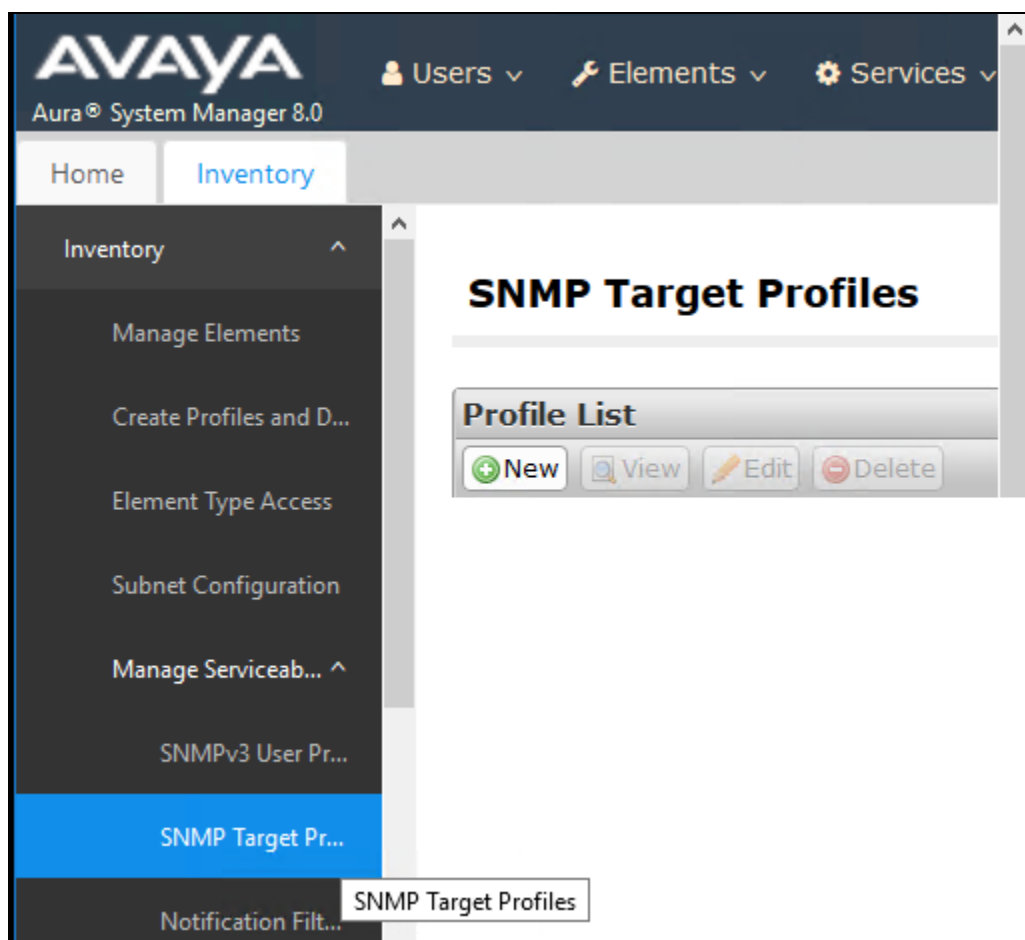 AVAYA
Aura® System Manager 8.0
Users
Elements
Services
Home
Inventory
Inventory
Manage Elements
Create Profiles and D...
Element Type Access
Subnet Configuration
Manage Serviceab...
SNMPv3 User Pr...
SNMP Target Pr...
Notification Filt...
SNMP Target Profiles
SNMP Target Profiles
Profile List
New View Edit Delete